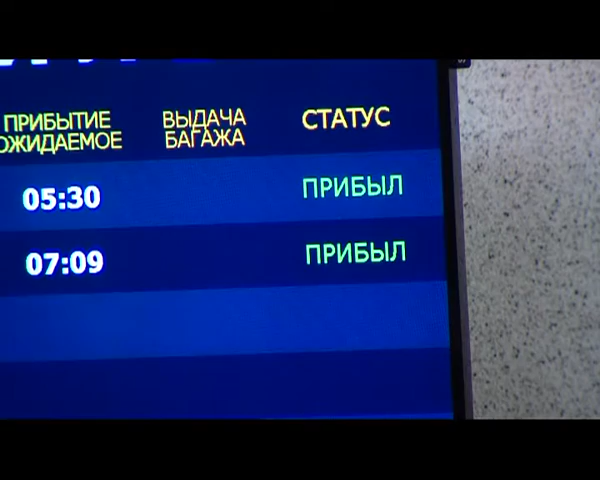 ПРИБЫТИЕ
ОЖИДАЕМОЕ
ВЫДАЧА
БАГАЖА
СТАТУС
05:30 ПРИБЫЛ
07:09 ПРИБЫЛ